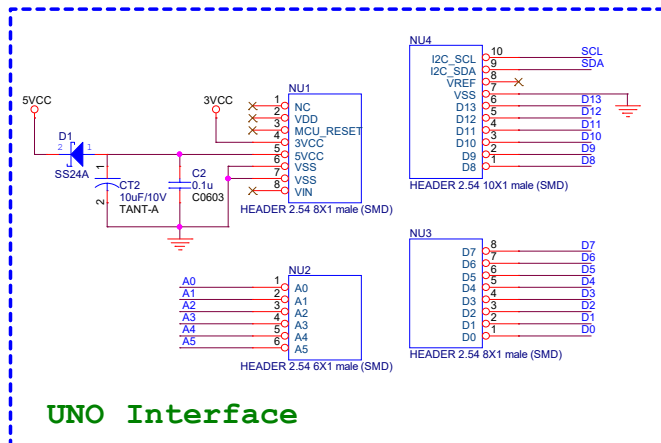 NU1
1 NC
2 VDD
3 MCU_RESET
4 3VCC
5 5VCC
6 VSS
7 VSS
8 VIN
HEADER 2.54 8X1 male (SMD)
5VCC
3VCC
D1
2 1
SS24A
1
CT2
10uF/10V
2 TANT-A
C2
0.1u
C0603
NU4
I2C_SCL 10 SCL
I2C_SDA 9 SDA
VREF 8
VSS 7
D13 6 D13
D12 5 D12
D11 4 D11
D10 3 D10
D9 2 D9
D8 1 D8
HEADER 2.54 10X1 male (SMD)
NU2
A0 1 A0
A1 2 A1
A2 3 A2
A3 4 A3
A4 5 A4
A5 6 A5
HEADER 2.54 6X1 male (SMD)
NU3
D7 8 D7
D6 7 D6
D5 6 D5
D4 5 D4
D3 4 D3
D2 3 D2
D1 2 D1
D0 1 D0
HEADER 2.54 8X1 male (SMD)
UNO Interface